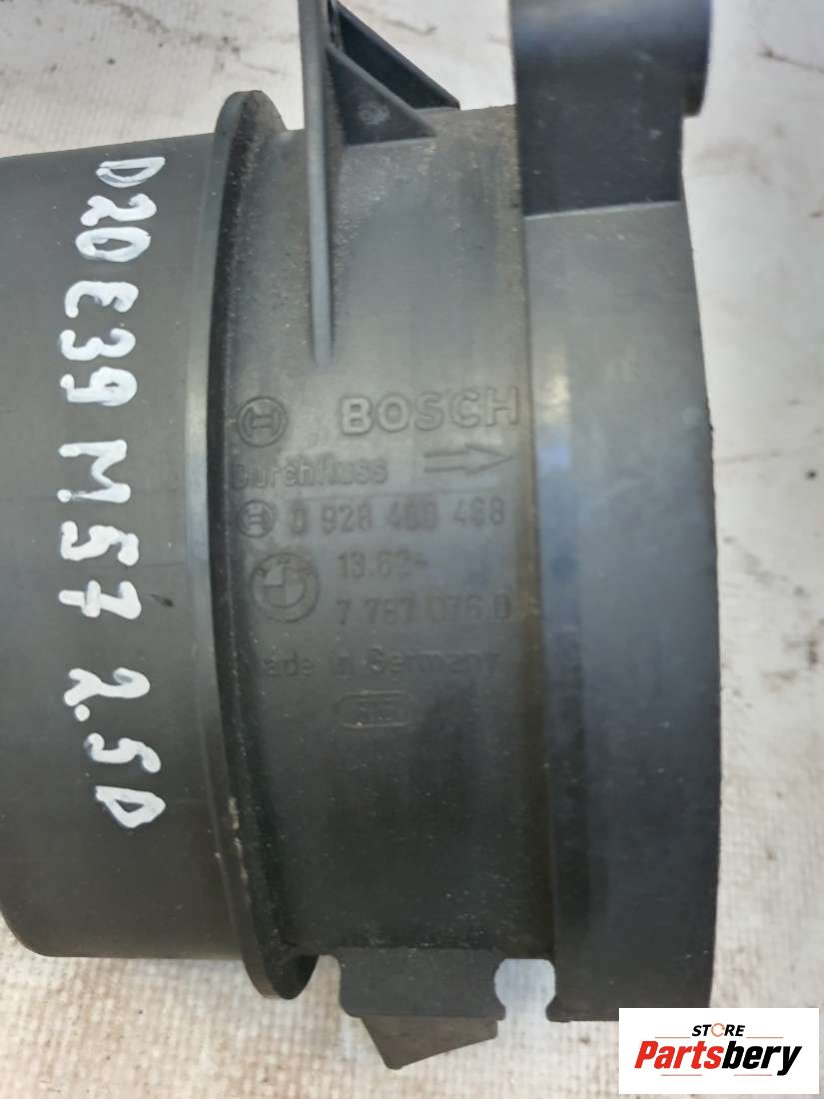 D20 E39 M57 2.5D
BOSCH
Durchfluss
0 928 400 468
13.62-
7 787 076.0
Made in Germany
STORE
Partsbery